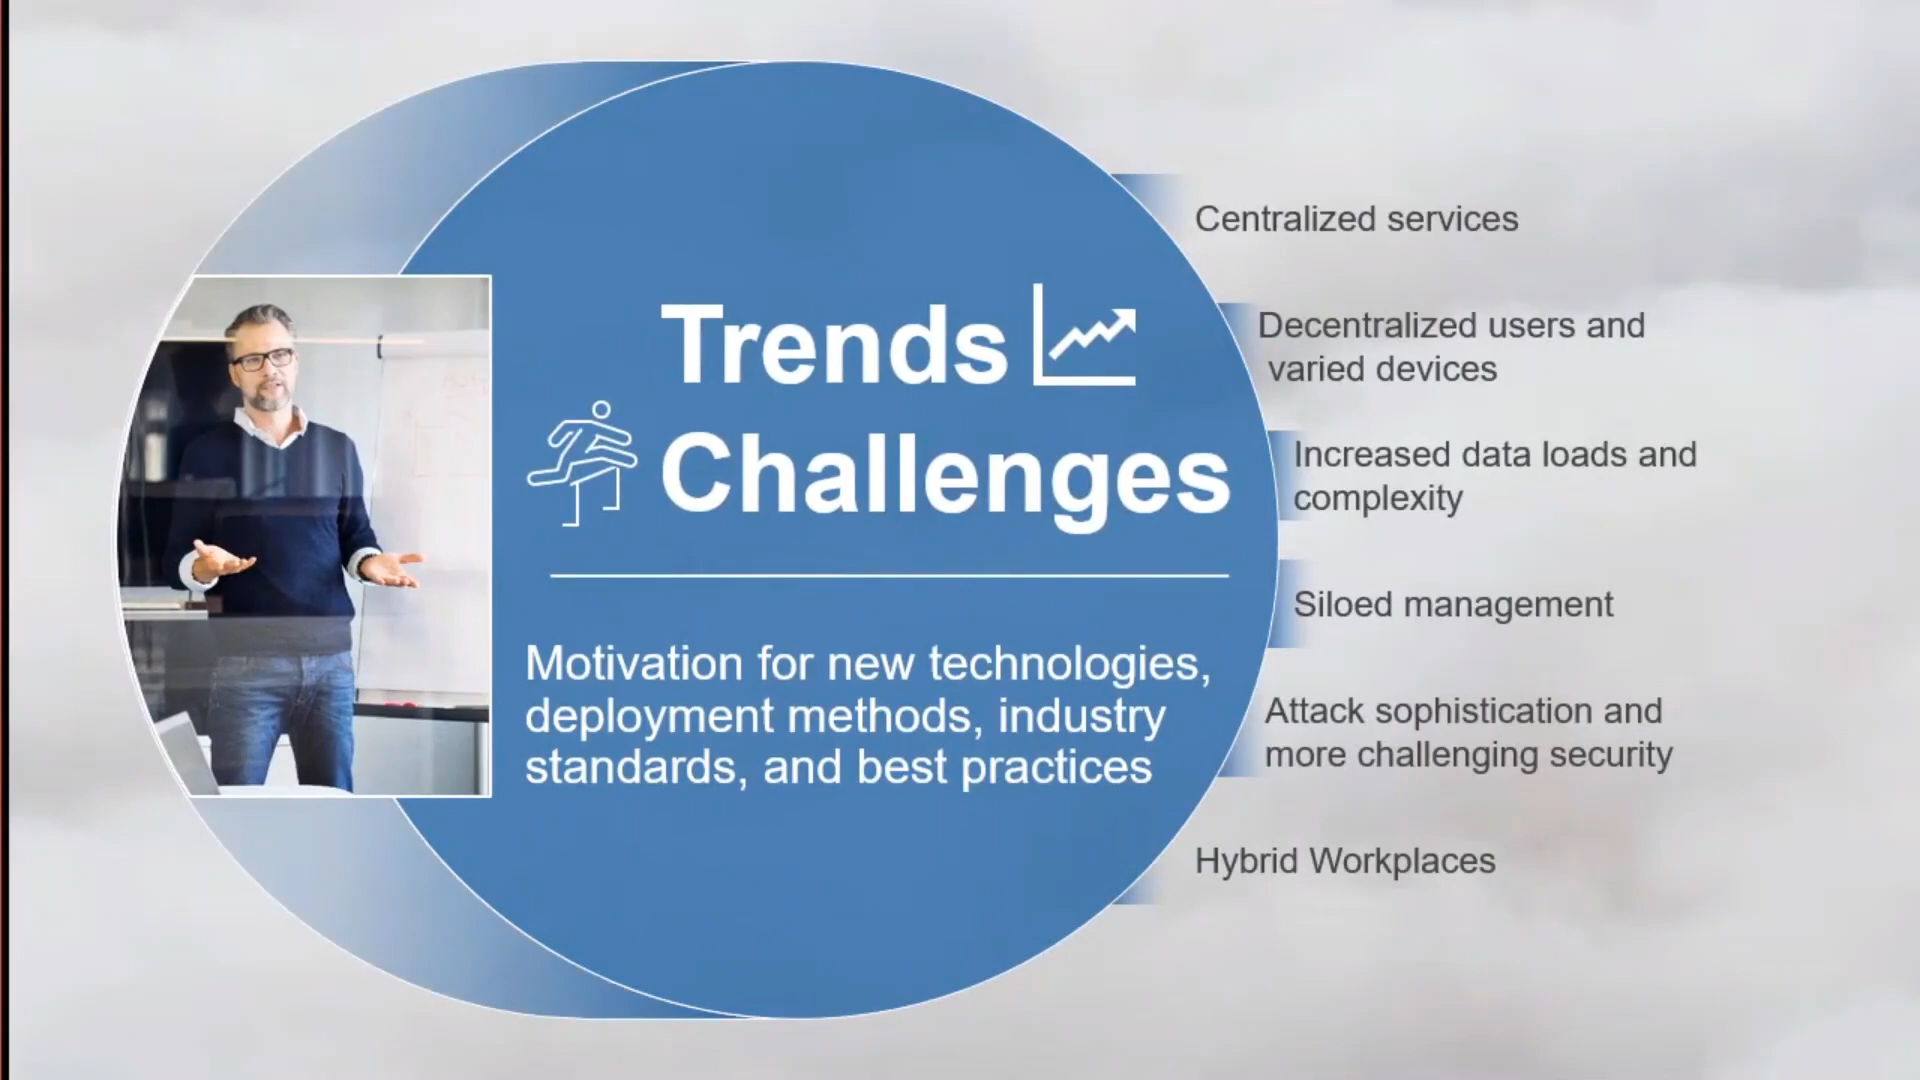 Trends
Challenges
Motivation for new technologies,
deployment methods, industry
standards, and best practices
Centralized services
Decentralized users and
varied devices
Increased data loads and
complexity
Siloed management
Attack sophistication and
more challenging security
Hybrid Workplaces